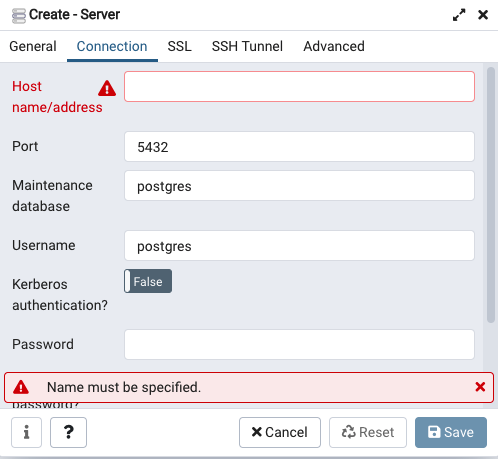 Create - Server
General Connection SSL SSH Tunnel Advanced
Host
name/address
Port 5432
Maintenance postgres
database
Username postgres
Kerberos False
authentication?
Password
Name must be specified.
password?
i ? Cancel Reset Save